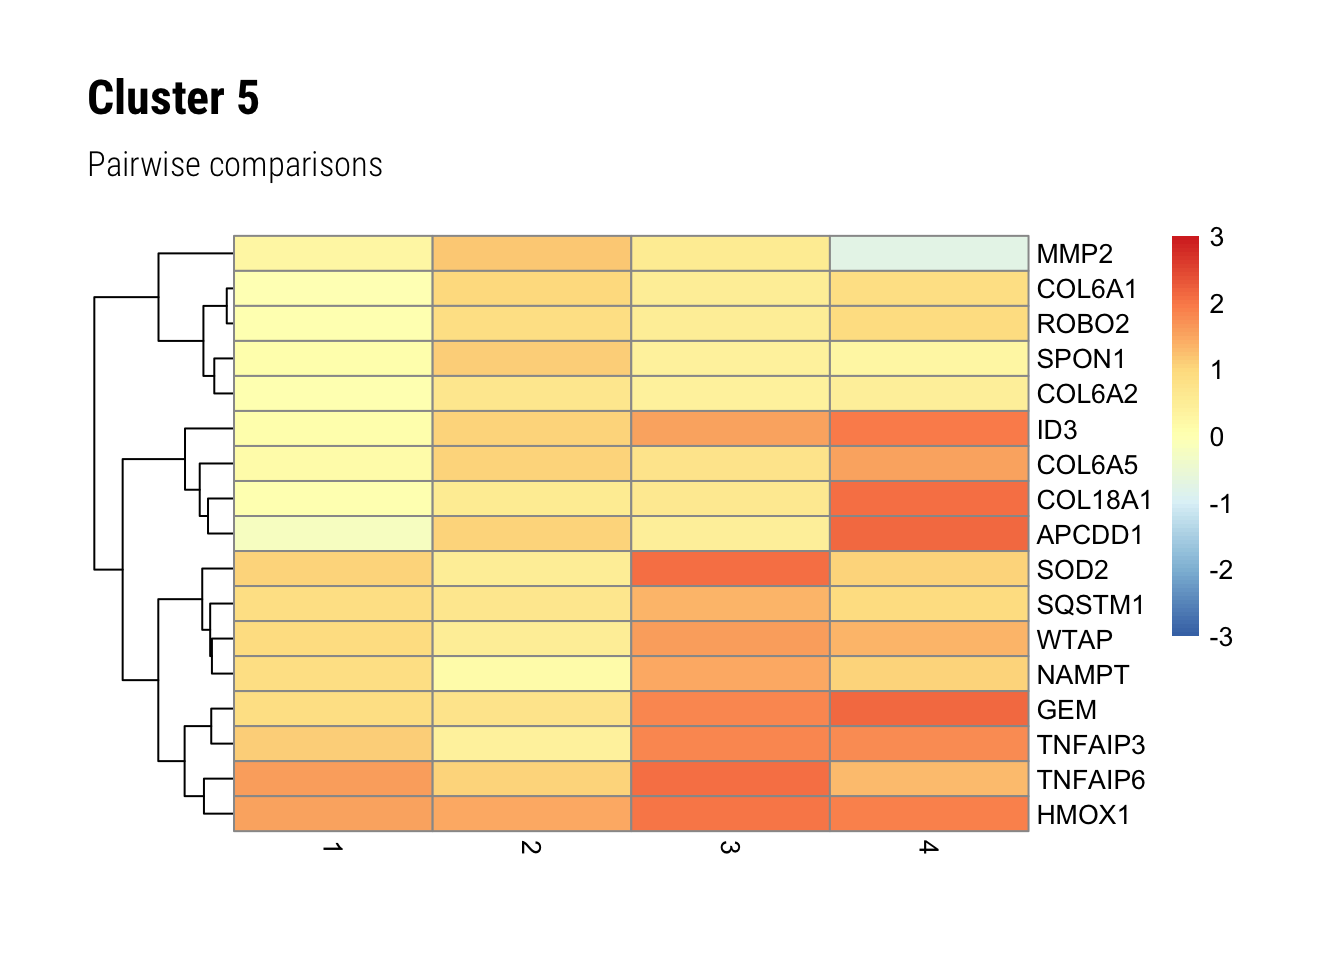 Cluster 5
Pairwise comparisons
MMP2
COL6A1
ROBO2
SPON1
COL6A2
ID3
COL6A5
COL18A1
APCDD1
SOD2
SQSTM1
WTAP
NAMPT
GEM
TNFAIP3
TNFAIP6
HMOX1
1
2
3
4
3
2
1
0
-1
-2
-3